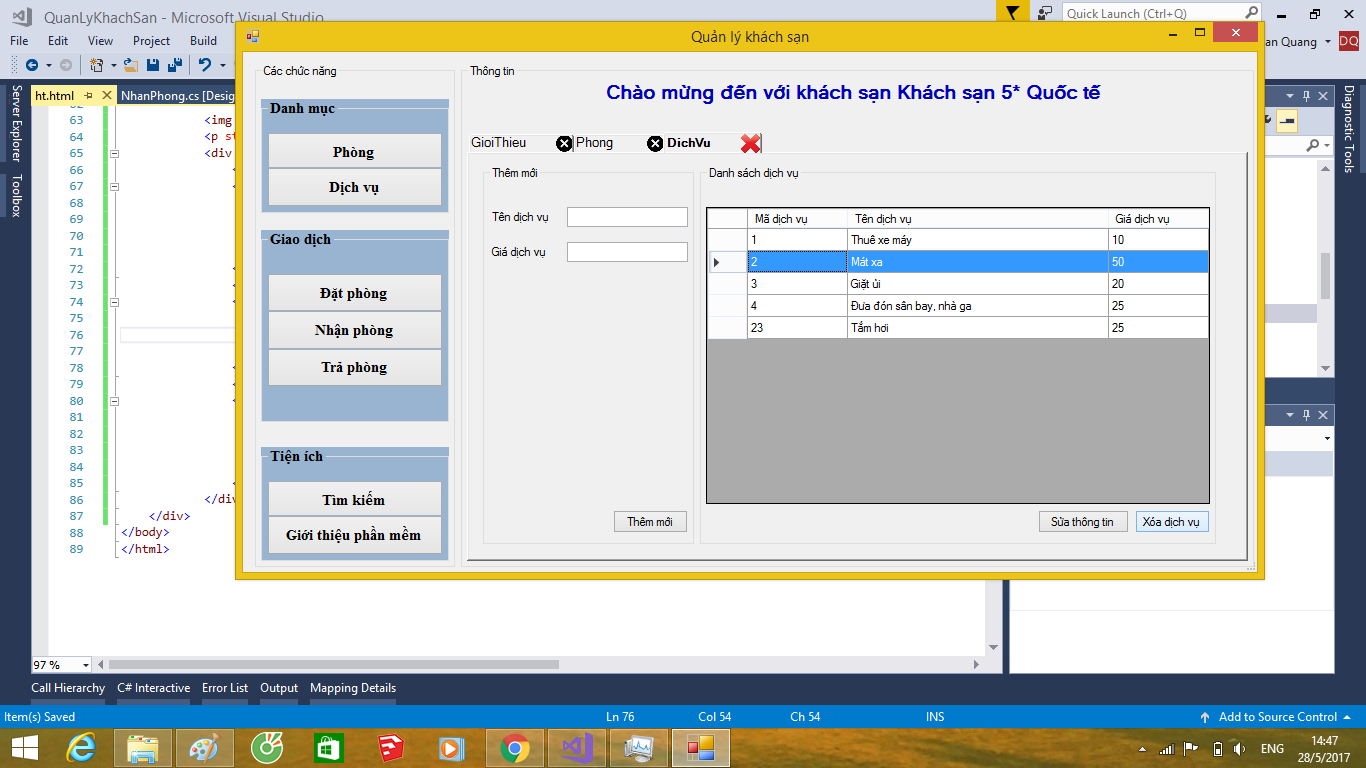 QuanLyKhachSan - Microsoft Visual Studio
Quick Launch (Ctrl+Q)
File Edit View Project Build
an Quang DQ
Quản lý khách sạn
Server Explorer
Toolbox
Diagnostic Tools
ht.html
NhanPhong.cs [Desig
63 <img
64 <p st
65 <div
66 <
67 <
68
69
70
71
72 <
73 <
74 <
75
76
77
78 <
79 <
80 <
81
82
83
84
85 <
86 </di
87 </div>
88 </body>
89 </html>
Các chức năng
Danh mục
Phòng
Dịch vụ
Giao dịch
Đặt phòng
Nhận phòng
Trả phòng
Tiện ích
Tìm kiếm
Giới thiệu phần mềm
Thông tin
Chào mừng đến với khách sạn Khách sạn 5* Quốc tế
GioiThieu Phong DichVu
Thêm mới
Tên dịch vụ
Giá dịch vụ
Thêm mới
Danh sách dịch vụ
Mã dịch vụ Tên dịch vụ Giá dịch vụ
1 Thuê xe máy 10
2 Mát xa 50
3 Giặt ủi 20
4 Đưa đón sân bay, nhà ga 25
23 Tắm hơi 25
Sửa thông tin Xóa dịch vụ
97 %
Call Hierarchy C# Interactive Error List Output Mapping Details
Item(s) Saved Ln 76 Col 54 Ch 54 INS Add to Source Control
ENG
14:47
28/5/2017